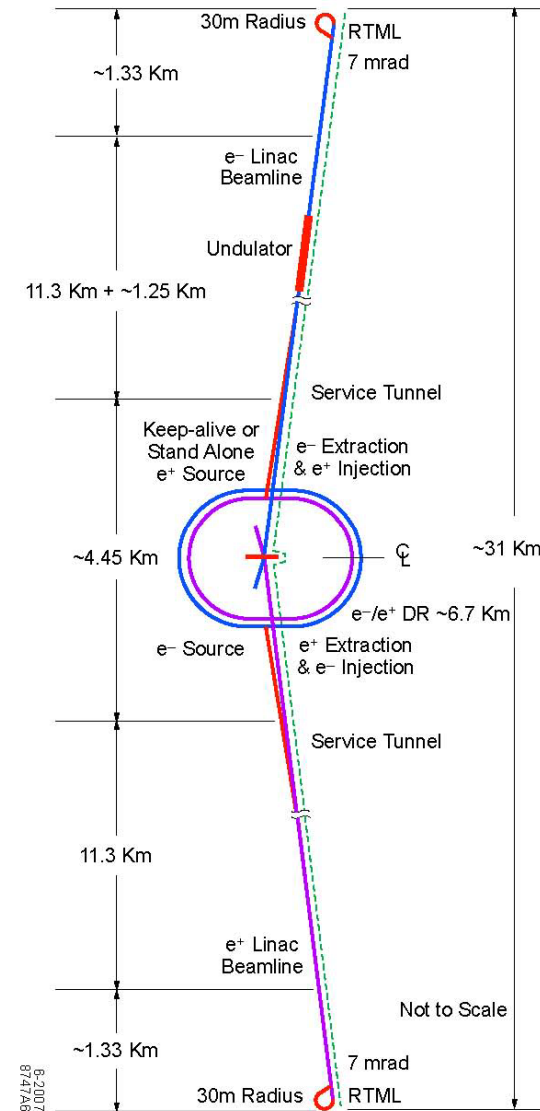 30m Radius
RTML
7 mrad
~1.33 Km
e– Linac
Beamline
Undulator
11.3 Km + ~1.25 Km
Service Tunnel
Keep-alive or
Stand Alone
e+ Source
e– Extraction
& e+ Injection
~4.45 Km
℄
~31 Km
e–/e+ DR ~6.7 Km
e– Source
e+ Extraction
& e– Injection
Service Tunnel
11.3 Km
e+ Linac
Beamline
Not to Scale
~1.33 Km
7 mrad
30m Radius
RTML
6-2007
8747A6